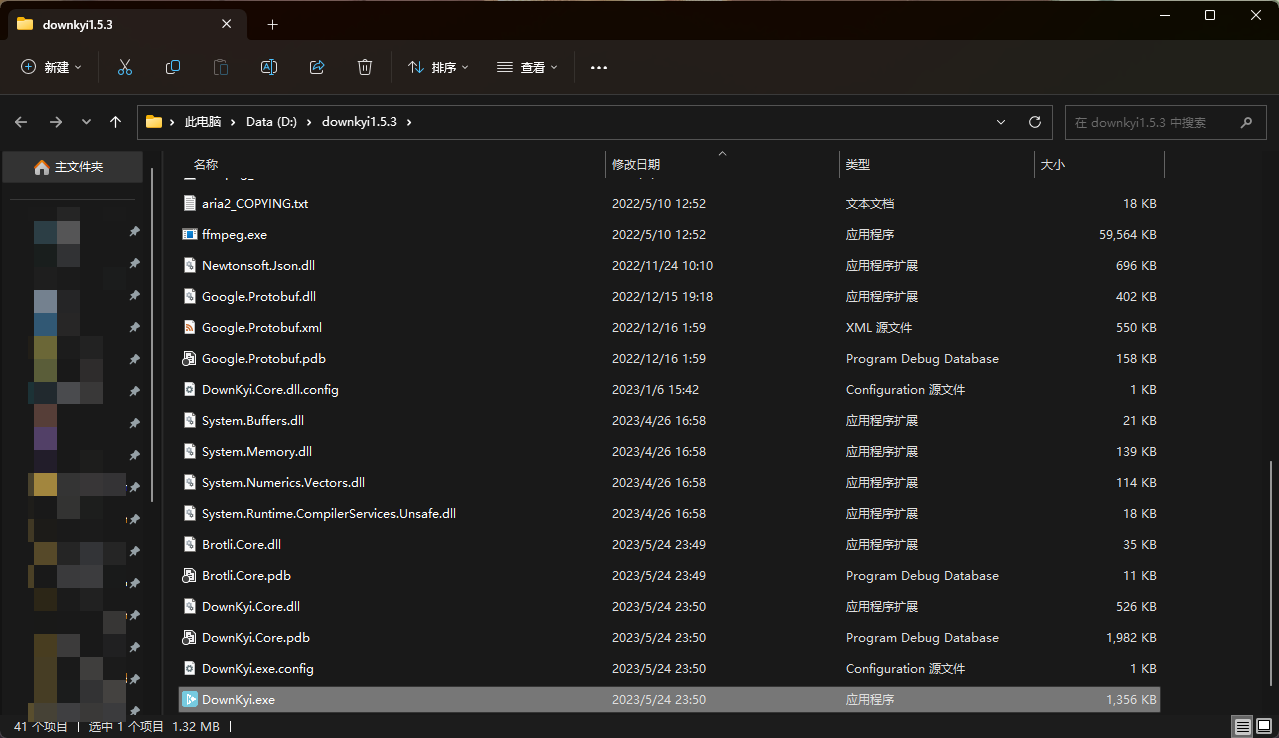 downkyi1.5.3
新建
排序
查看
此电脑 Data (D:) downkyi1.5.3
在 downkyi1.5.3 中搜索
主文件夹
名称 修改日期 类型 大小
aria2_COPYING.txt 2022/5/10 12:52 文本文档 18 KB
ffmpeg.exe 2022/5/10 12:52 应用程序 59,564 KB
Newtonsoft.Json.dll 2022/11/24 10:10 应用程序扩展 696 KB
Google.Protobuf.dll 2022/12/15 19:18 应用程序扩展 402 KB
Google.Protobuf.xml 2022/12/16 1:59 XML 源文件 550 KB
Google.Protobuf.pdb 2022/12/16 1:59 Program Debug Database 158 KB
DownKyi.Core.dll.config 2023/1/6 15:42 Configuration 源文件 1 KB
System.Buffers.dll 2023/4/26 16:58 应用程序扩展 21 KB
System.Memory.dll 2023/4/26 16:58 应用程序扩展 139 KB
System.Numerics.Vectors.dll 2023/4/26 16:58 应用程序扩展 114 KB
System.Runtime.CompilerServices.Unsafe.dll 2023/4/26 16:58 应用程序扩展 18 KB
Brotli.Core.dll 2023/5/24 23:49 应用程序扩展 35 KB
Brotli.Core.pdb 2023/5/24 23:49 Program Debug Database 11 KB
DownKyi.Core.dll 2023/5/24 23:50 应用程序扩展 526 KB
DownKyi.Core.pdb 2023/5/24 23:50 Program Debug Database 1,982 KB
DownKyi.exe.config 2023/5/24 23:50 Configuration 源文件 1 KB
DownKyi.exe 2023/5/24 23:50 应用程序 1,356 KB
41 个项目 | 选中 1 个项目 1.32 MB |